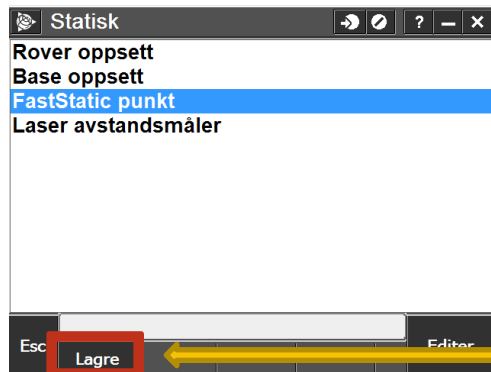 Statisk
? – ×
Rover oppsett
Base oppsett
FastStatic punkt
Laser avstandsmåler
Esc
Lagre
Editer